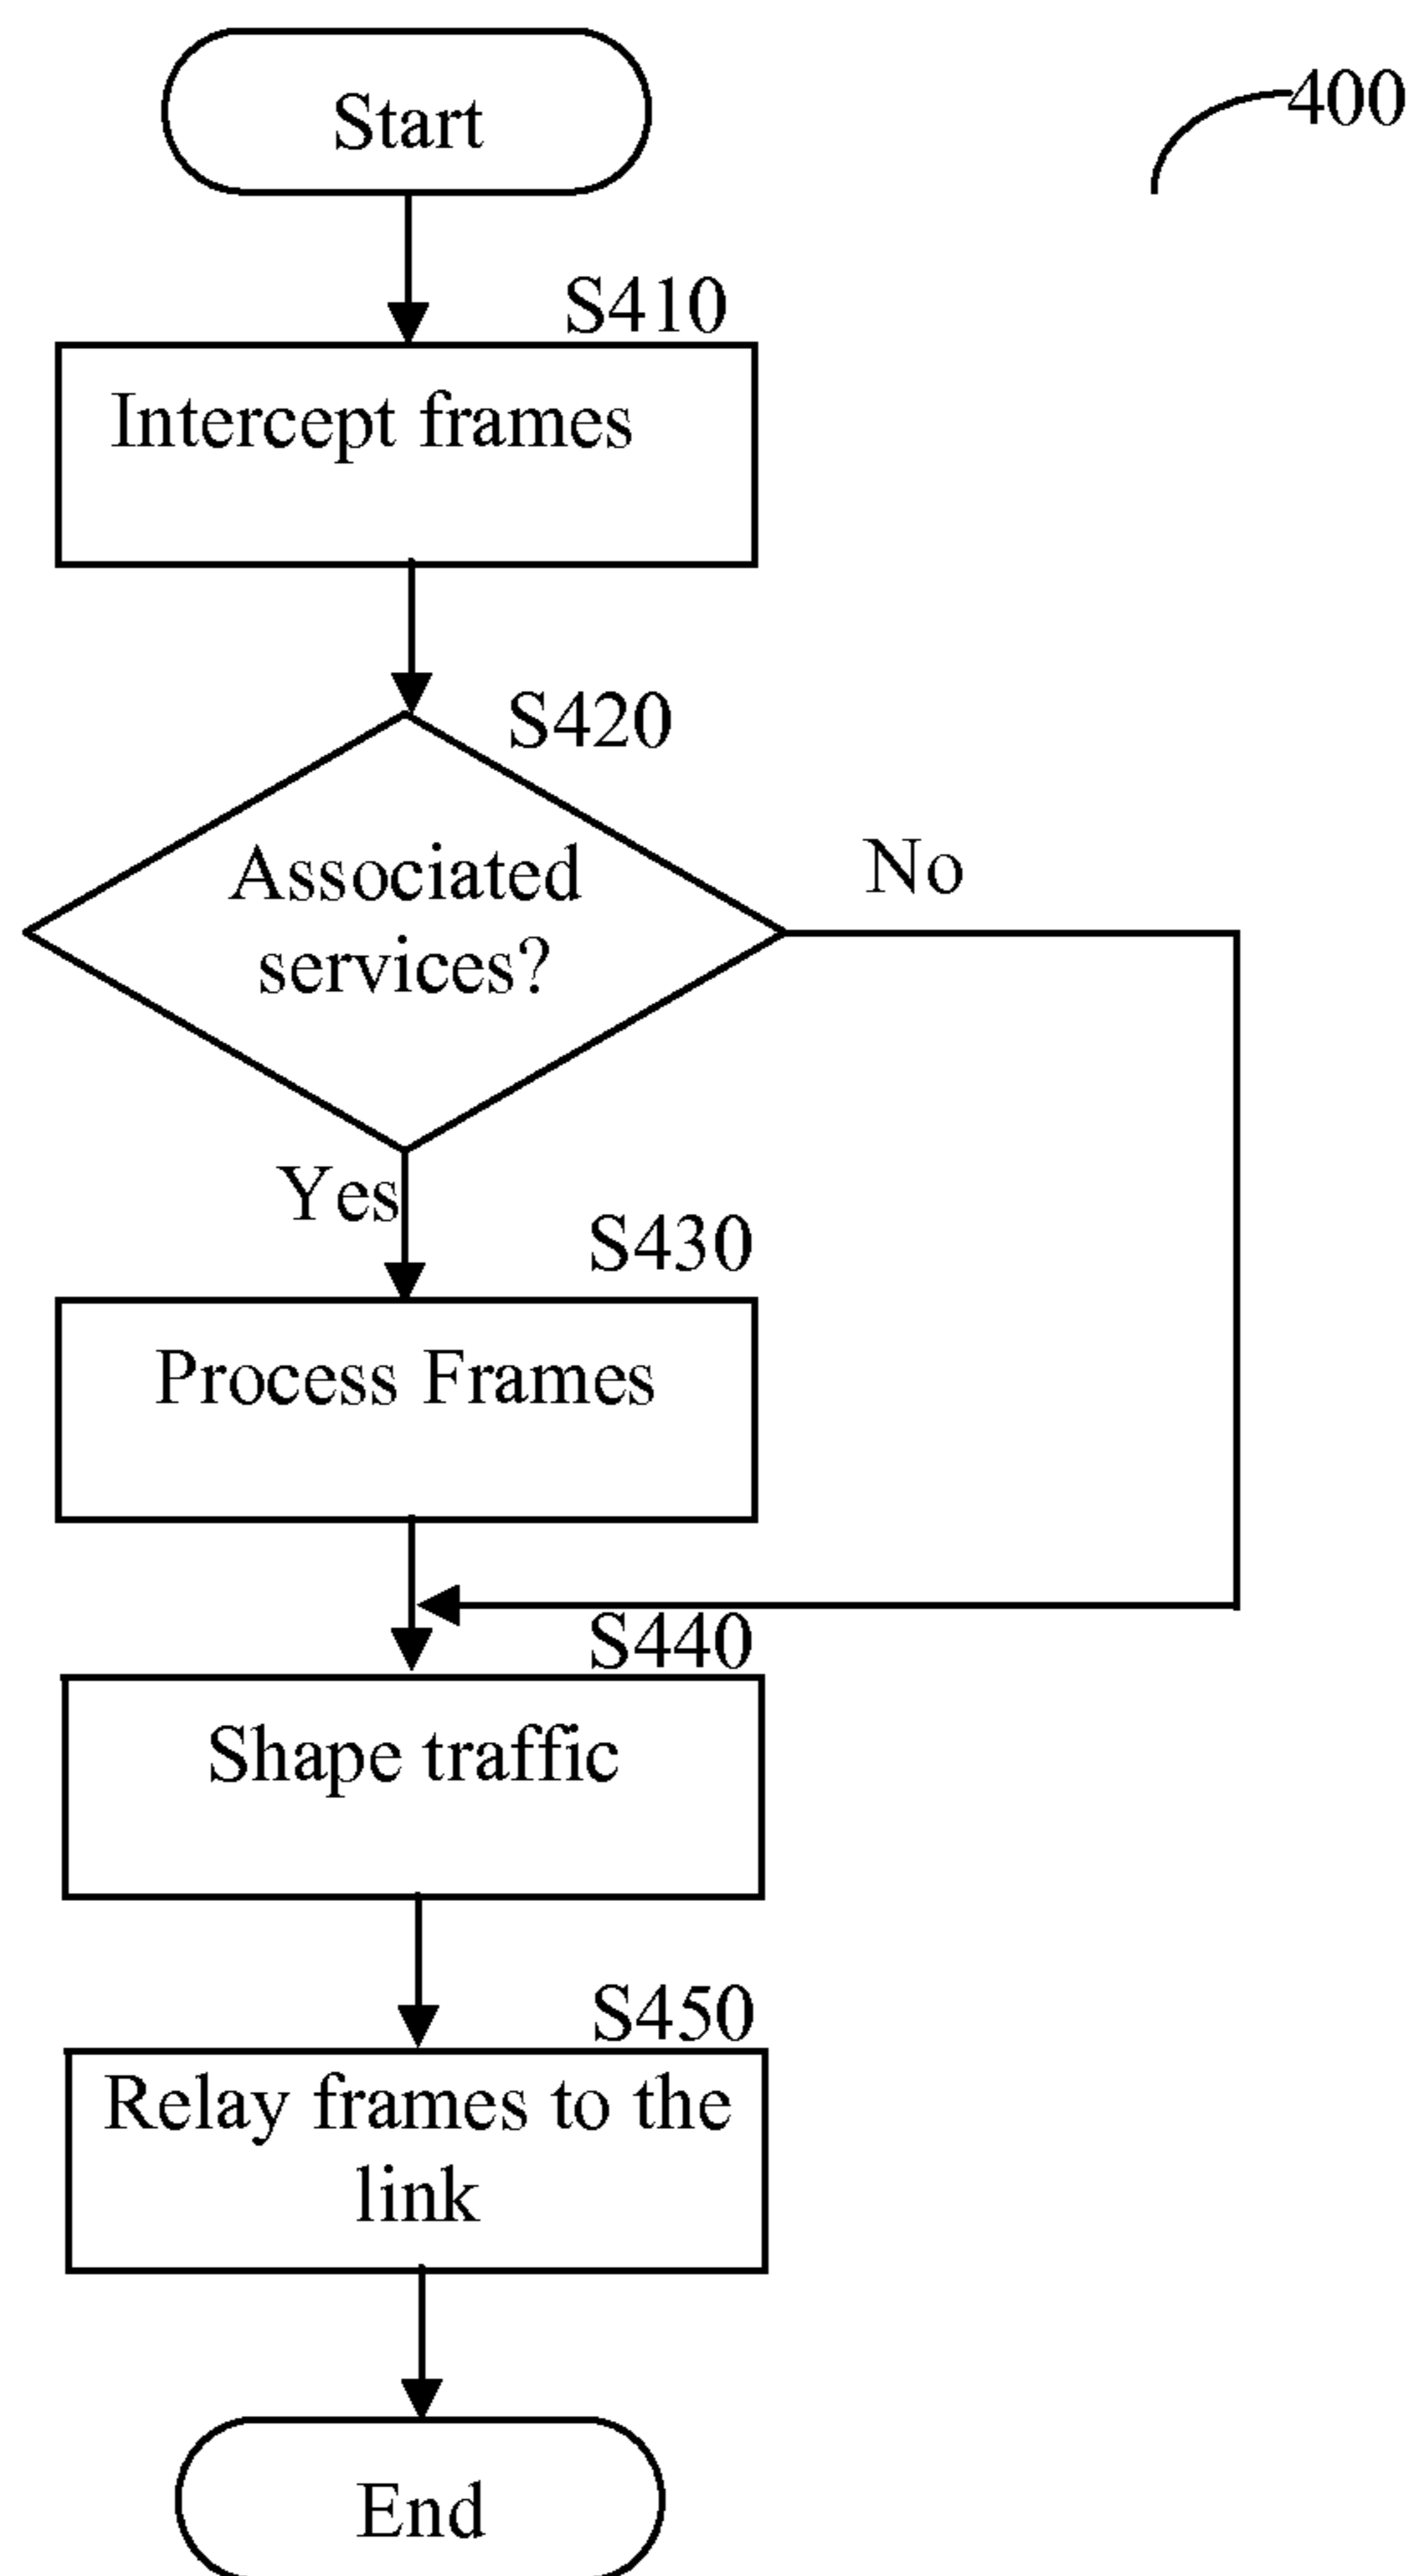 Start
400
S410
Intercept frames
S420
Associated
services?
No
Yes
S430
Process Frames
S440
Shape traffic
S450
Relay frames to the
link
End